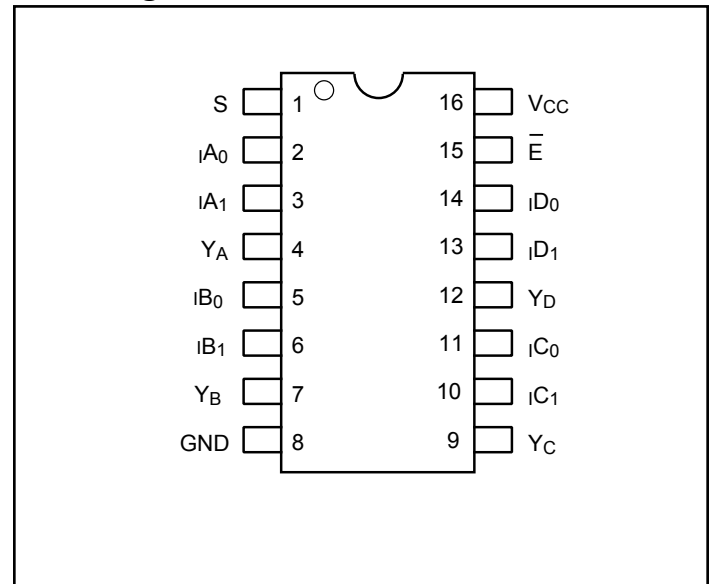 S 1 16 VCC
IA0 2 15 E̅
IA1 3 14 ID0
YA 4 13 ID1
IB0 5 12 YD
IB1 6 11 IC0
YB 7 10 IC1
GND 8 9 YC